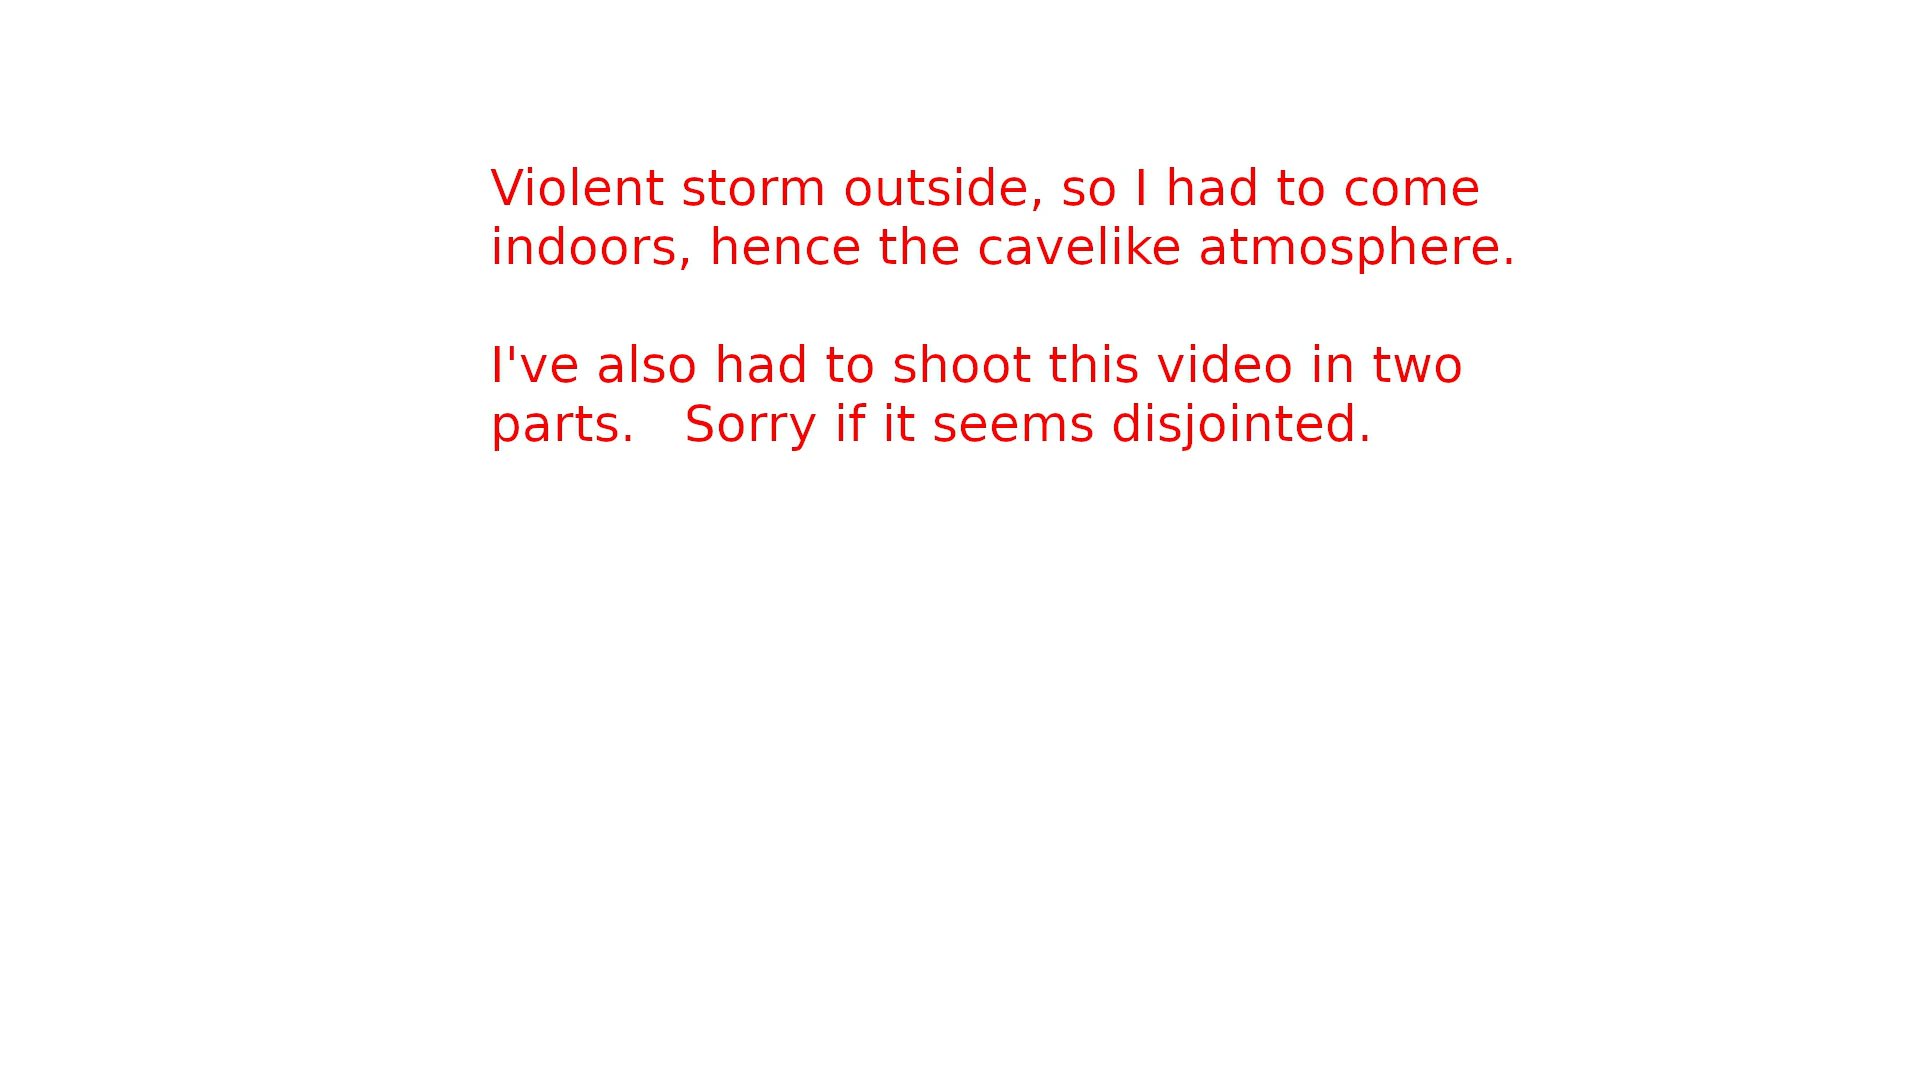 Violent storm outside, so I had to come
indoors, hence the cavelike atmosphere.
I've also had to shoot this video in two
parts.   Sorry if it seems disjointed.